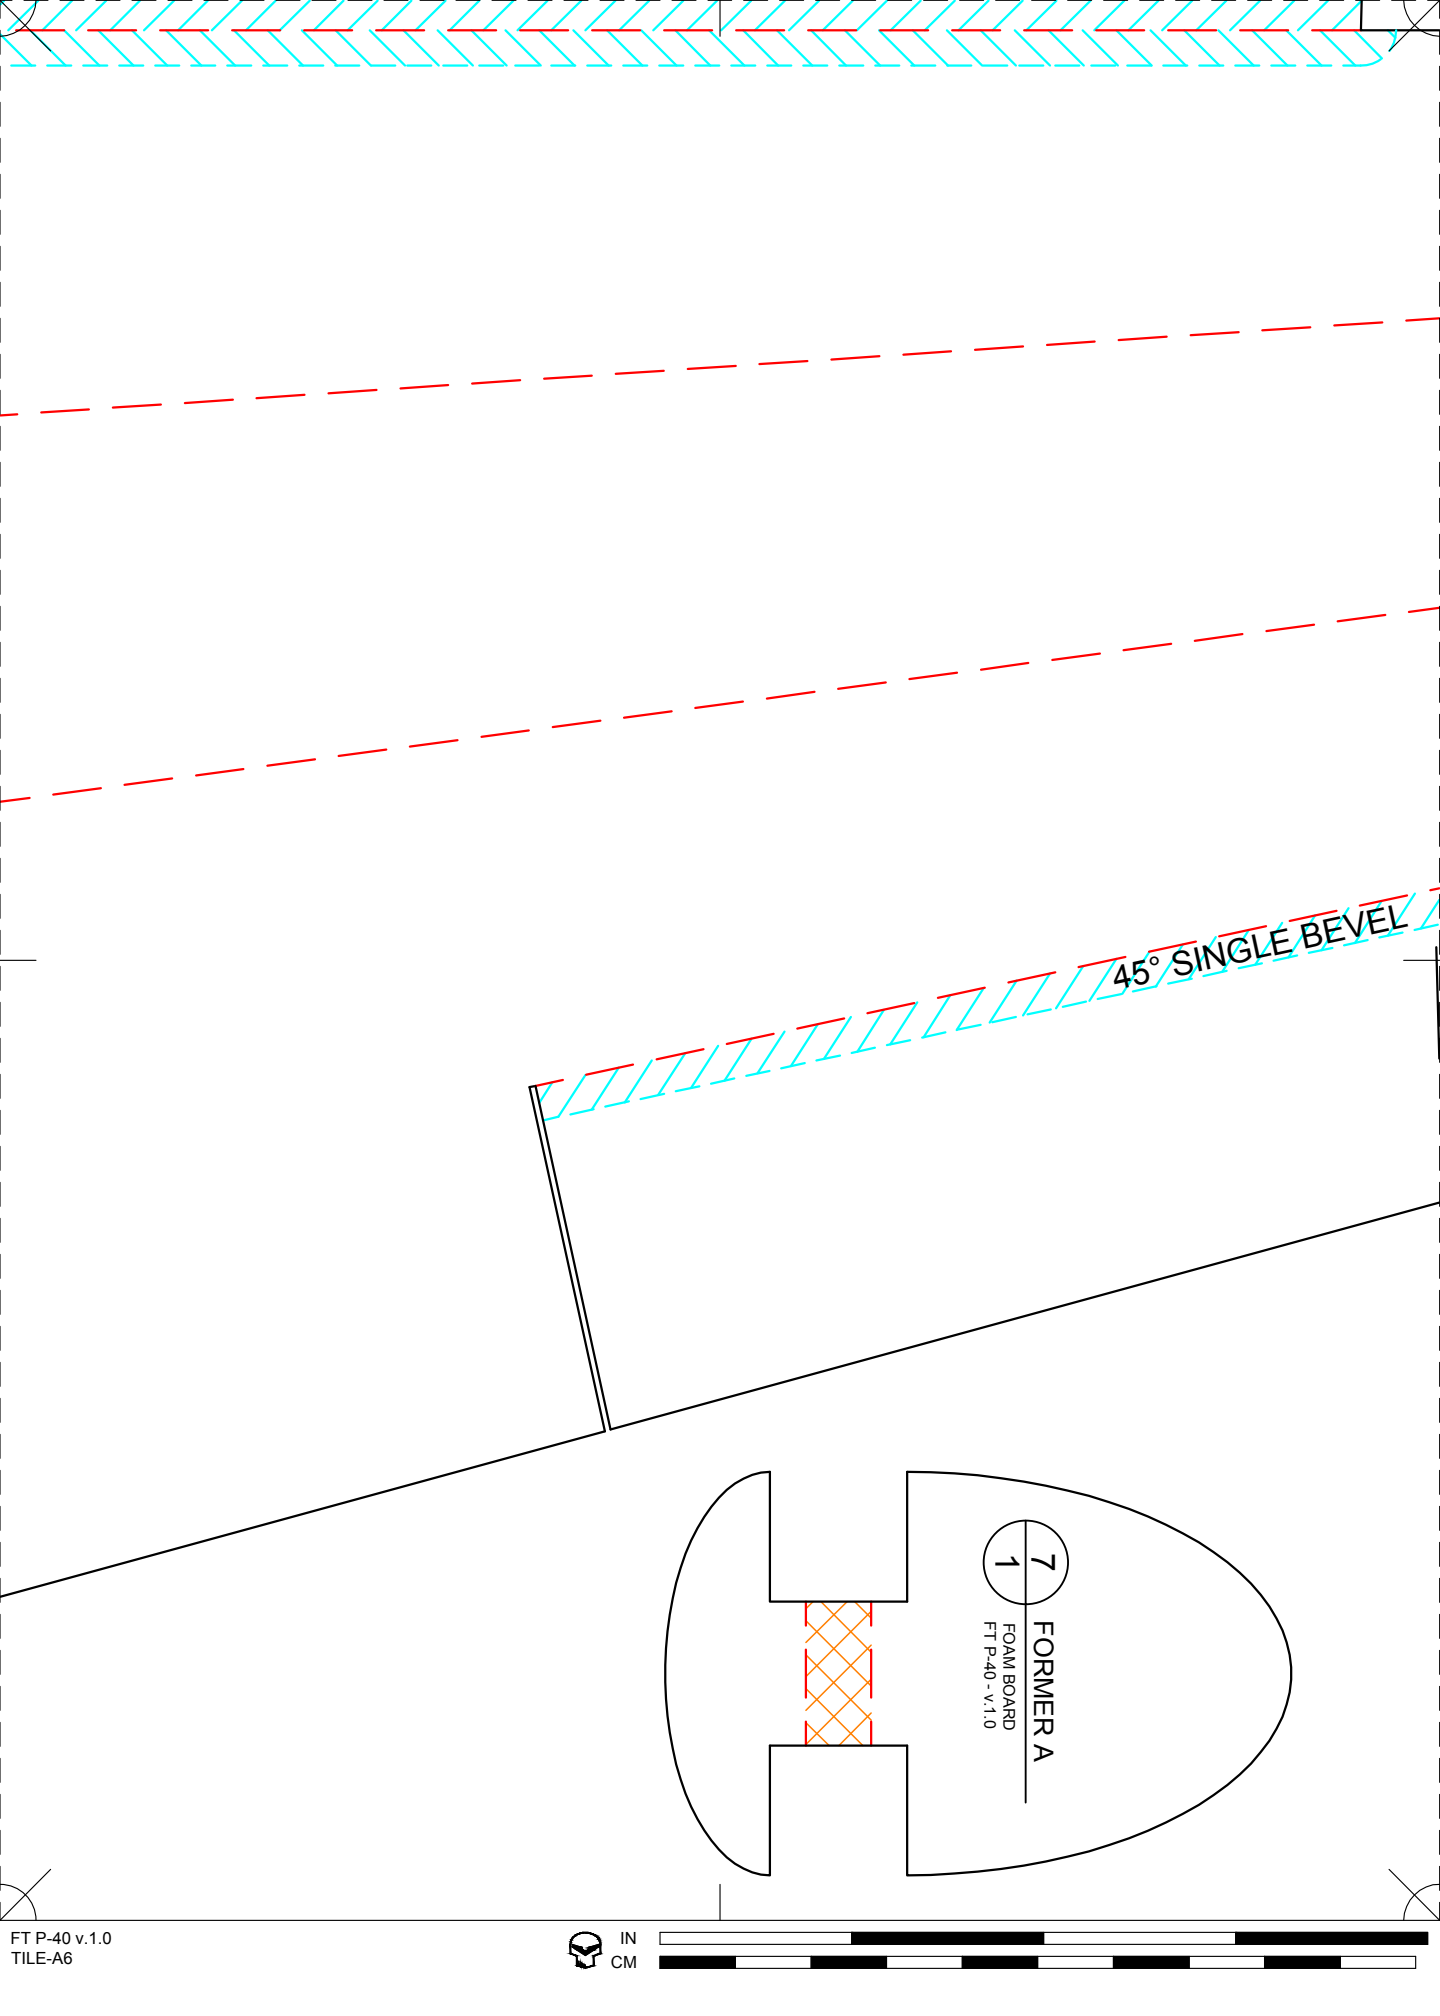 45° SINGLE BEVEL
7
1
FORMER A
FOAM BOARD
FT P-40 - v.1.0
FT P-40 v.1.0
TILE-A6
IN
CM